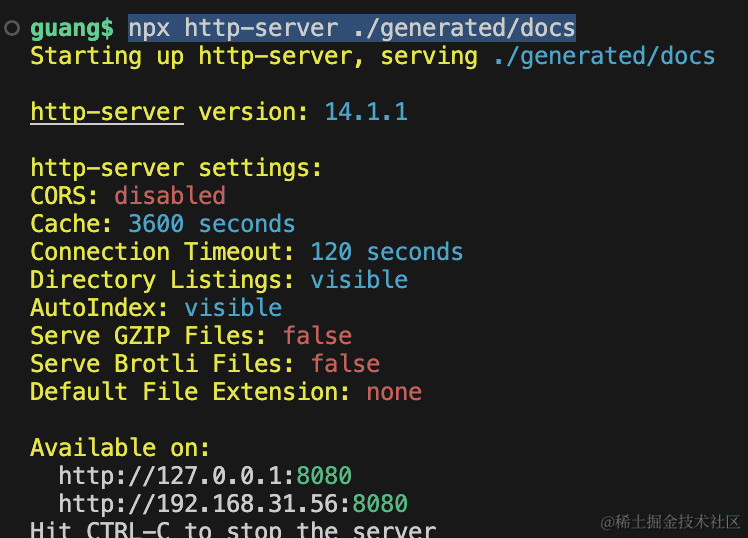 guang$ npx http-server ./generated/docs
Starting up http-server, serving ./generated/docs
http-server version: 14.1.1
http-server settings:
CORS: disabled
Cache: 3600 seconds
Connection Timeout: 120 seconds
Directory Listings: visible
AutoIndex: visible
Serve GZIP Files: false
Serve Brotli Files: false
Default File Extension: none
Available on:
http://127.0.0.1:8080
http://192.168.31.56:8080
Hit CTRL-C to stop the server
@稀土掘金技术社区